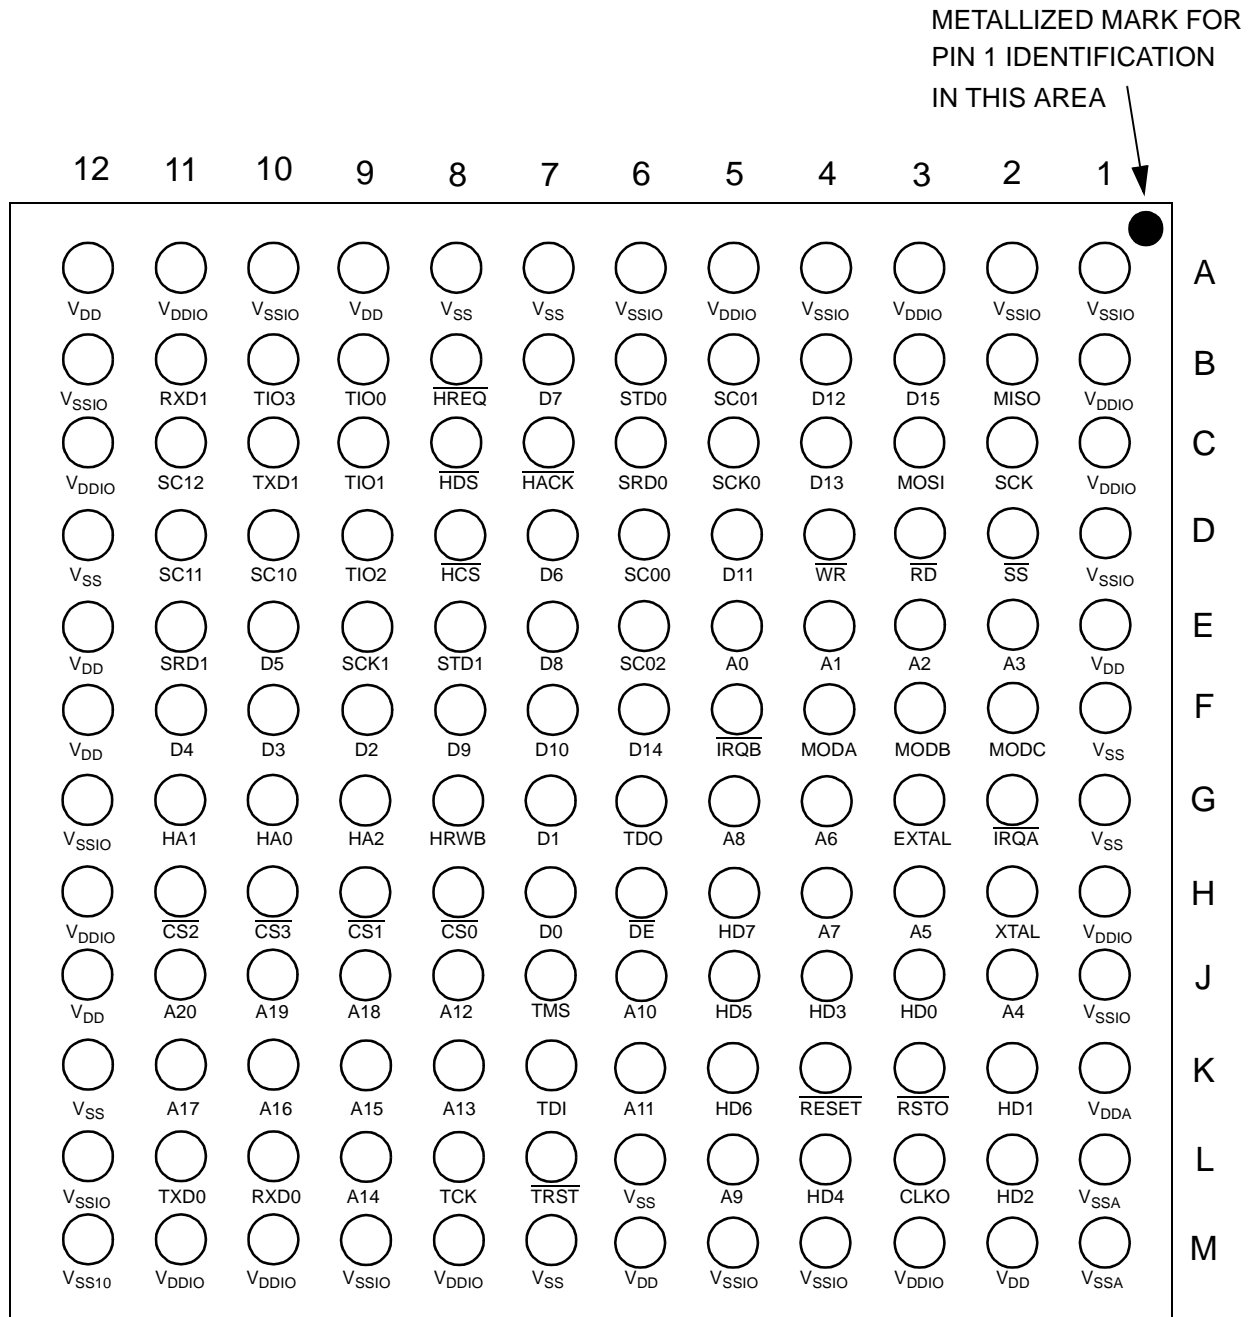 METALLIZED MARK FOR
PIN 1 IDENTIFICATION
IN THIS AREA
12 11 10 9 8 7 6 5 4 3 2 1
A
VDD VDDIO VSSIO VDD VSS VSS VSSIO VDDIO VSSIO VDDIO VSSIO VSSIO
B
VSSIO RXD1 TIO3 TIO0 HREQ D7 STD0 SC01 D12 D15 MISO VDDIO
C
VDDIO SC12 TXD1 TIO1 HDS HACK SRD0 SCK0 D13 MOSI SCK VDDIO
D
VSS SC11 SC10 TIO2 HCS D6 SC00 D11 WR RD SS VSSIO
E
VDD SRD1 D5 SCK1 STD1 D8 SC02 A0 A1 A2 A3 VDD
F
VDD D4 D3 D2 D9 D10 D14 IRQB MODA MODB MODC VSS
G
VSSIO HA1 HA0 HA2 HRWB D1 TDO A8 A6 EXTAL IRQA VSS
H
VDDIO CS2 CS3 CS1 CS0 D0 DE HD7 A7 A5 XTAL VDDIO
J
VDD A20 A19 A18 A12 TMS A10 HD5 HD3 HD0 A4 VSSIO
K
VSS A17 A16 A15 A13 TDI A11 HD6 RESET RSTO HD1 VDDA
L
VSSIO TXD0 RXD0 A14 TCK TRST VSS A9 HD4 CLKO HD2 VSSA
M
VSS10 VDDIO VDDIO VSSIO VDDIO VSS VDD VSSIO VSSIO VDDIO VDD VSSA